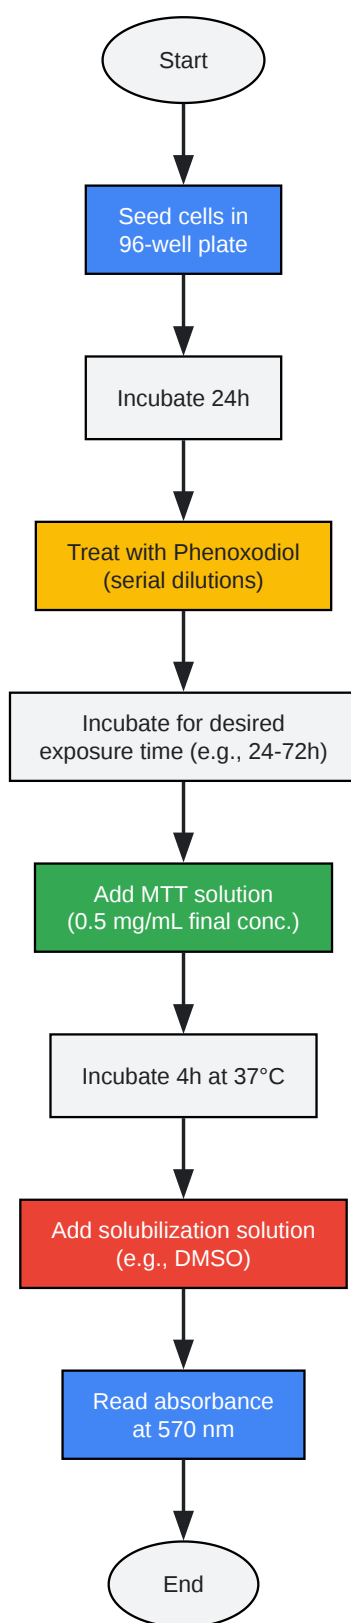 Start
Seed cells in
96-well plate
Incubate 24h
Treat with Phenoxodiol
(serial dilutions)
Incubate for desired
exposure time (e.g., 24-72h)
Add MTT solution
(0.5 mg/mL final conc.)
Incubate 4h at 37°C
Add solubilization solution
(e.g., DMSO)
Read absorbance
at 570 nm
End